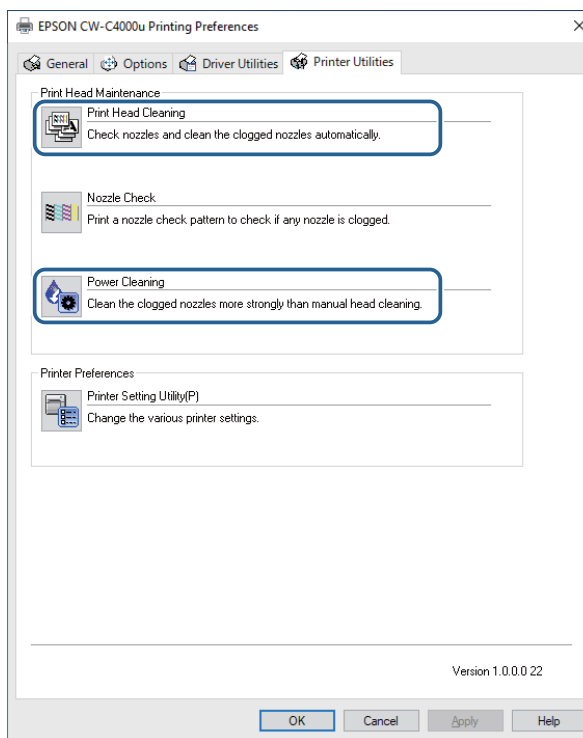 EPSON CW-C4000u Printing Preferences
General Options Driver Utilities Printer Utilities
Print Head Maintenance
Print Head Cleaning
Check nozzles and clean the clogged nozzles automatically.
Nozzle Check
Print a nozzle check pattern to check if any nozzle is clogged.
Power Cleaning
Clean the clogged nozzles more strongly than manual head cleaning.
Printer Preferences
Printer Setting Utility(P)
Change the various printer settings.
Version 1.0.0.0 22
OK Cancel Apply Help